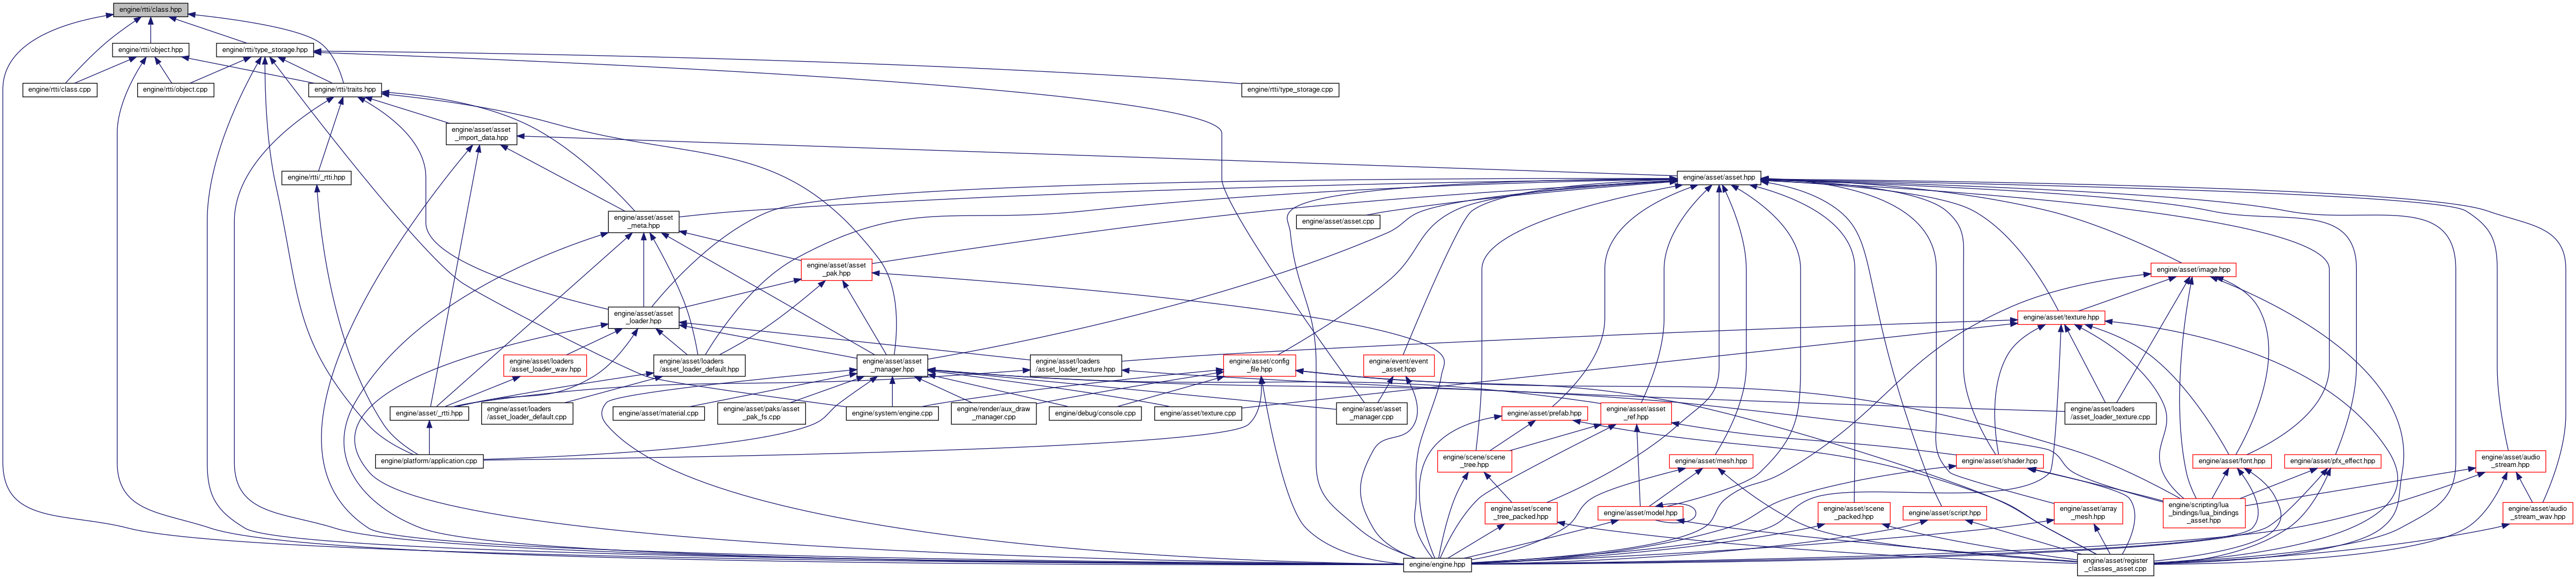 engine/rtti/class.hpp
engine/rtti/object.hpp
engine/rtti/type_storage.hpp
engine/rtti/class.cpp
engine/rtti/object.cpp
engine/rtti/traits.hpp
engine/rtti/type_storage.cpp
engine/asset/asset
_import_data.hpp
engine/rtti/_rtti.hpp
engine/asset/asset.hpp
engine/asset/asset
_meta.hpp
engine/asset/asset.cpp
engine/asset/asset
_pak.hpp
engine/asset/image.hpp
engine/asset/asset
_loader.hpp
engine/asset/texture.hpp
engine/asset/loaders
/asset_loader_wav.hpp
engine/asset/loaders
/asset_loader_default.hpp
engine/asset/asset
_manager.hpp
engine/asset/loaders
/asset_loader_texture.hpp
engine/asset/config
_file.hpp
engine/event/event
_asset.hpp
engine/asset/_rtti.hpp
engine/asset/loaders
/asset_loader_default.cpp
engine/asset/material.cpp
engine/asset/paks/asset
_pak_fs.cpp
engine/system/engine.cpp
engine/render/aux_draw
_manager.cpp
engine/debug/console.cpp
engine/asset/texture.cpp
engine/asset/asset
_manager.cpp
engine/asset/prefab.hpp
engine/asset/asset
_ref.hpp
engine/asset/loaders
/asset_loader_texture.cpp
engine/platform/application.cpp
engine/scene/scene
_tree.hpp
engine/asset/mesh.hpp
engine/asset/shader.hpp
engine/asset/font.hpp
engine/asset/pfx_effect.hpp
engine/asset/audio
_stream.hpp
engine/asset/scene
_tree_packed.hpp
engine/asset/model.hpp
engine/asset/scene
_packed.hpp
engine/asset/script.hpp
engine/asset/array
_mesh.hpp
engine/scripting/lua
_bindings/lua_bindings
_asset.hpp
engine/asset/audio
_stream_wav.hpp
engine/engine.hpp
engine/asset/register
_classes_asset.cpp